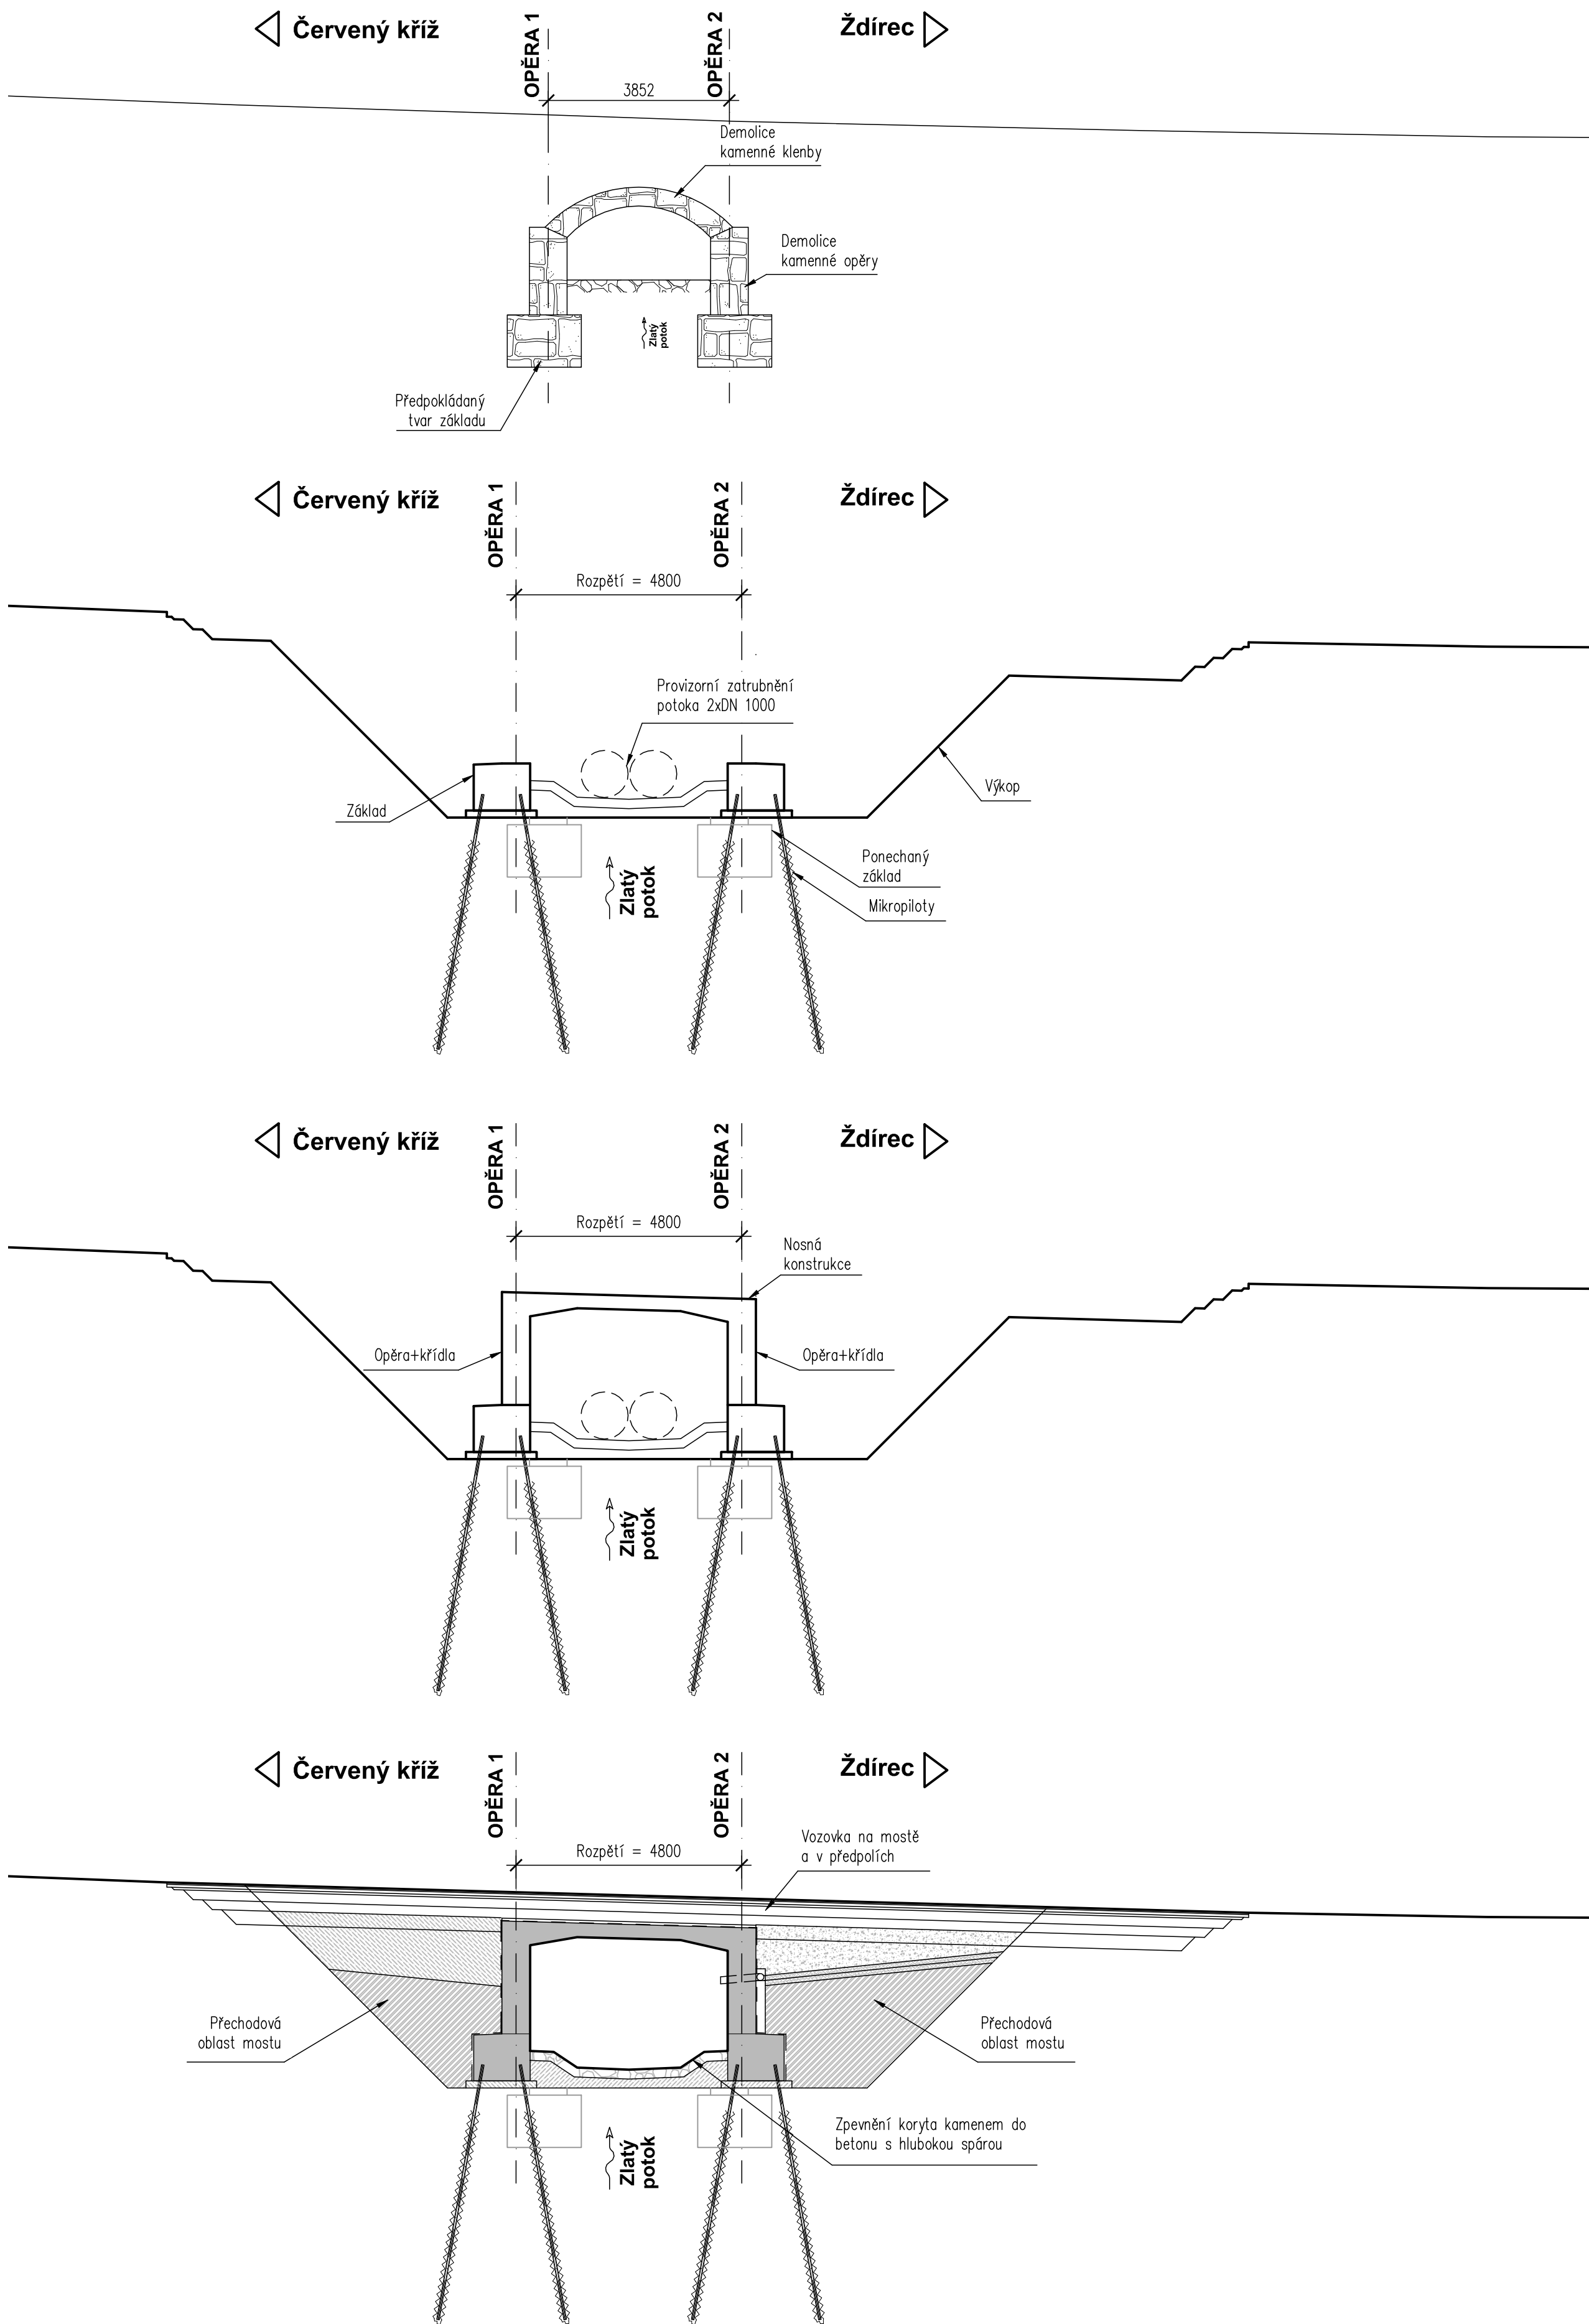 Červený kříž
OPĚRA 1
OPĚRA 2
Ždírec
3852
Demolice
kamenné klenby
Demolice
kamenné opěry
Zlatý
potok
Předpokládaný
tvar základu
Červený kříž
OPĚRA 1
OPĚRA 2
Ždírec
Rozpětí = 4800
Provizorní zatrubnění
potoka 2xDN 1000
Základ
Výkop
Ponechaný
základ
Mikropiloty
Zlatý
potok
Červený kříž
OPĚRA 1
OPĚRA 2
Ždírec
Rozpětí = 4800
Nosná
konstrukce
Opěra+křídla
Opěra+křídla
Zlatý
potok
Červený kříž
OPĚRA 1
OPĚRA 2
Ždírec
Rozpětí = 4800
Vozovka na mostě
a v předpolích
Přechodová
oblast mostu
Přechodová
oblast mostu
Zpevnění koryta kamenem do
betonu s hlubokou spárou
Zlatý
potok